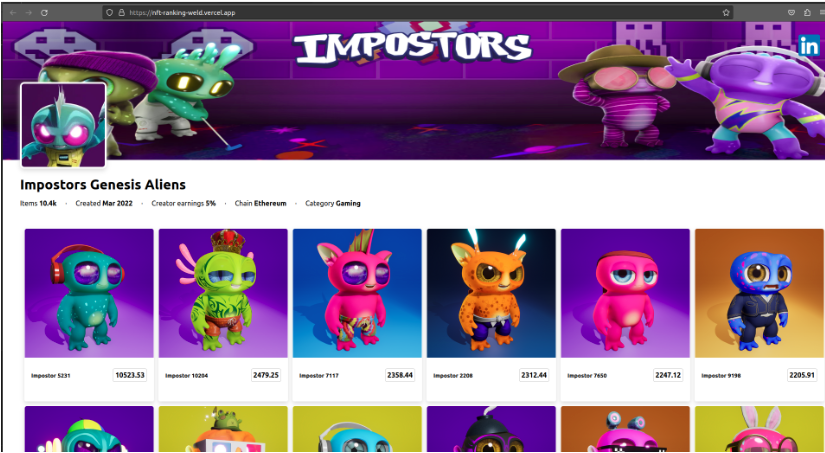 https://nft-ranking-weld.vercel.app
IMPOSTORS
in
Impostors Genesis Aliens
Items 10.4k · Created Mar 2022 · Creator earnings 5% · Chain Ethereum · Category Gaming
Impostor 5231 10523.53
Impostor 10204 2479.25
Impostor 7117 2358.44
Impostor 2208 2312.44
Impostor 7650 2247.12
Impostor 9198 2205.91